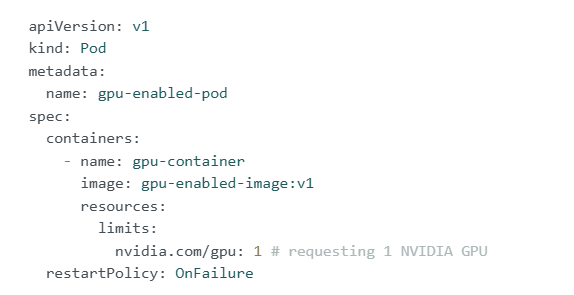 apiVersion: v1
kind: Pod
metadata:
  name: gpu-enabled-pod
spec:
  containers:
    - name: gpu-container
      image: gpu-enabled-image:v1
      resources:
        limits:
          nvidia.com/gpu: 1 # requesting 1 NVIDIA GPU
  restartPolicy: OnFailure